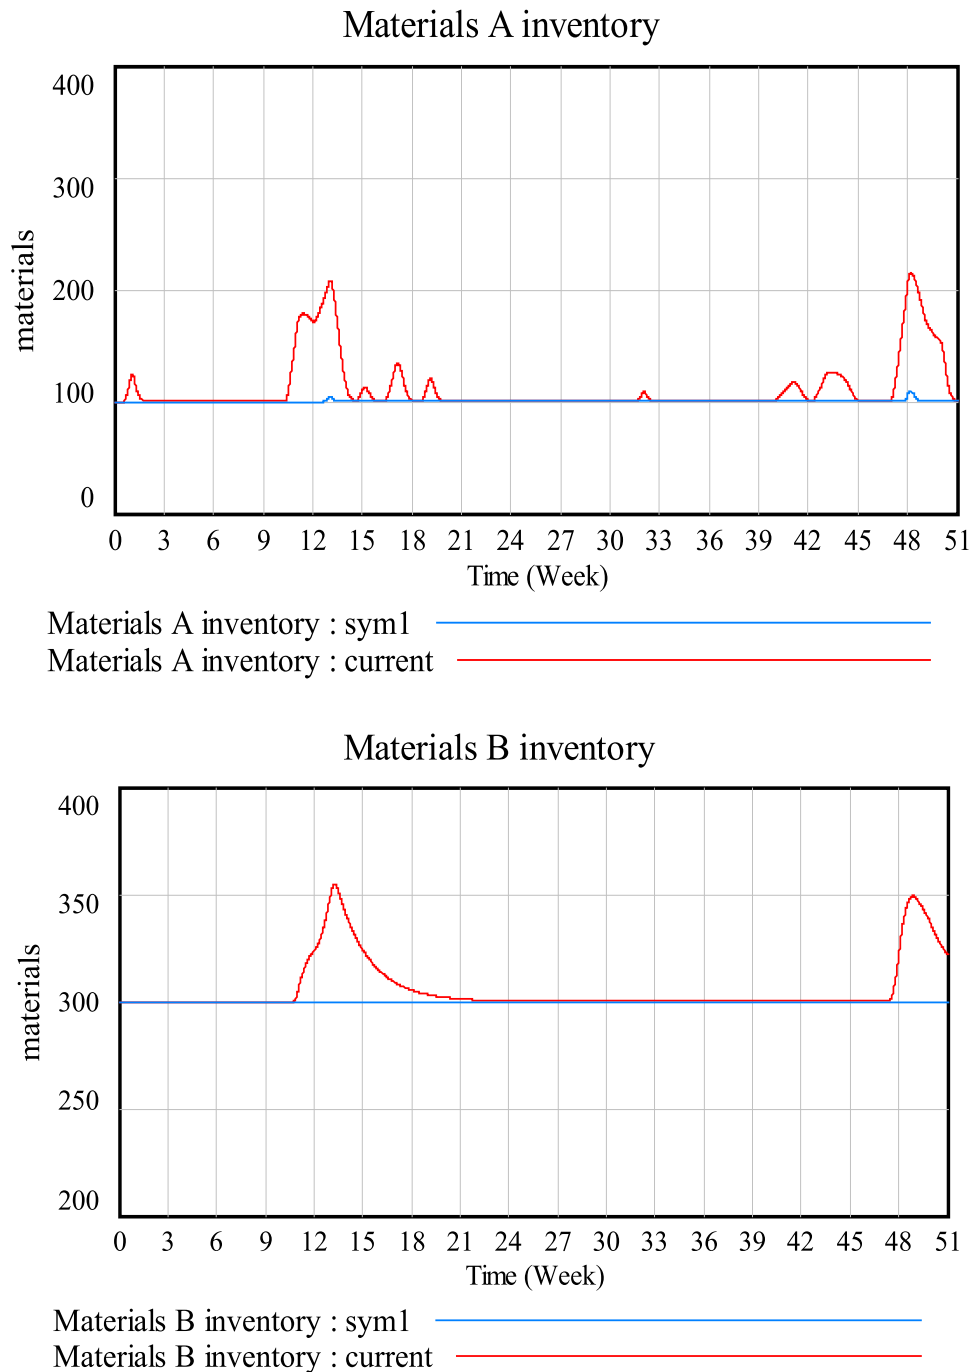 Materials A inventory
400
300
200
100
0
materials
0 3 6 9 12 15 18 21 24 27 30 33 36 39 42 45 48 51
Time (Week)
Materials A inventory : sym1
Materials A inventory : current
Materials B inventory
400
350
300
250
200
materials
0 3 6 9 12 15 18 21 24 27 30 33 36 39 42 45 48 51
Time (Week)
Materials B inventory : sym1
Materials B inventory : current